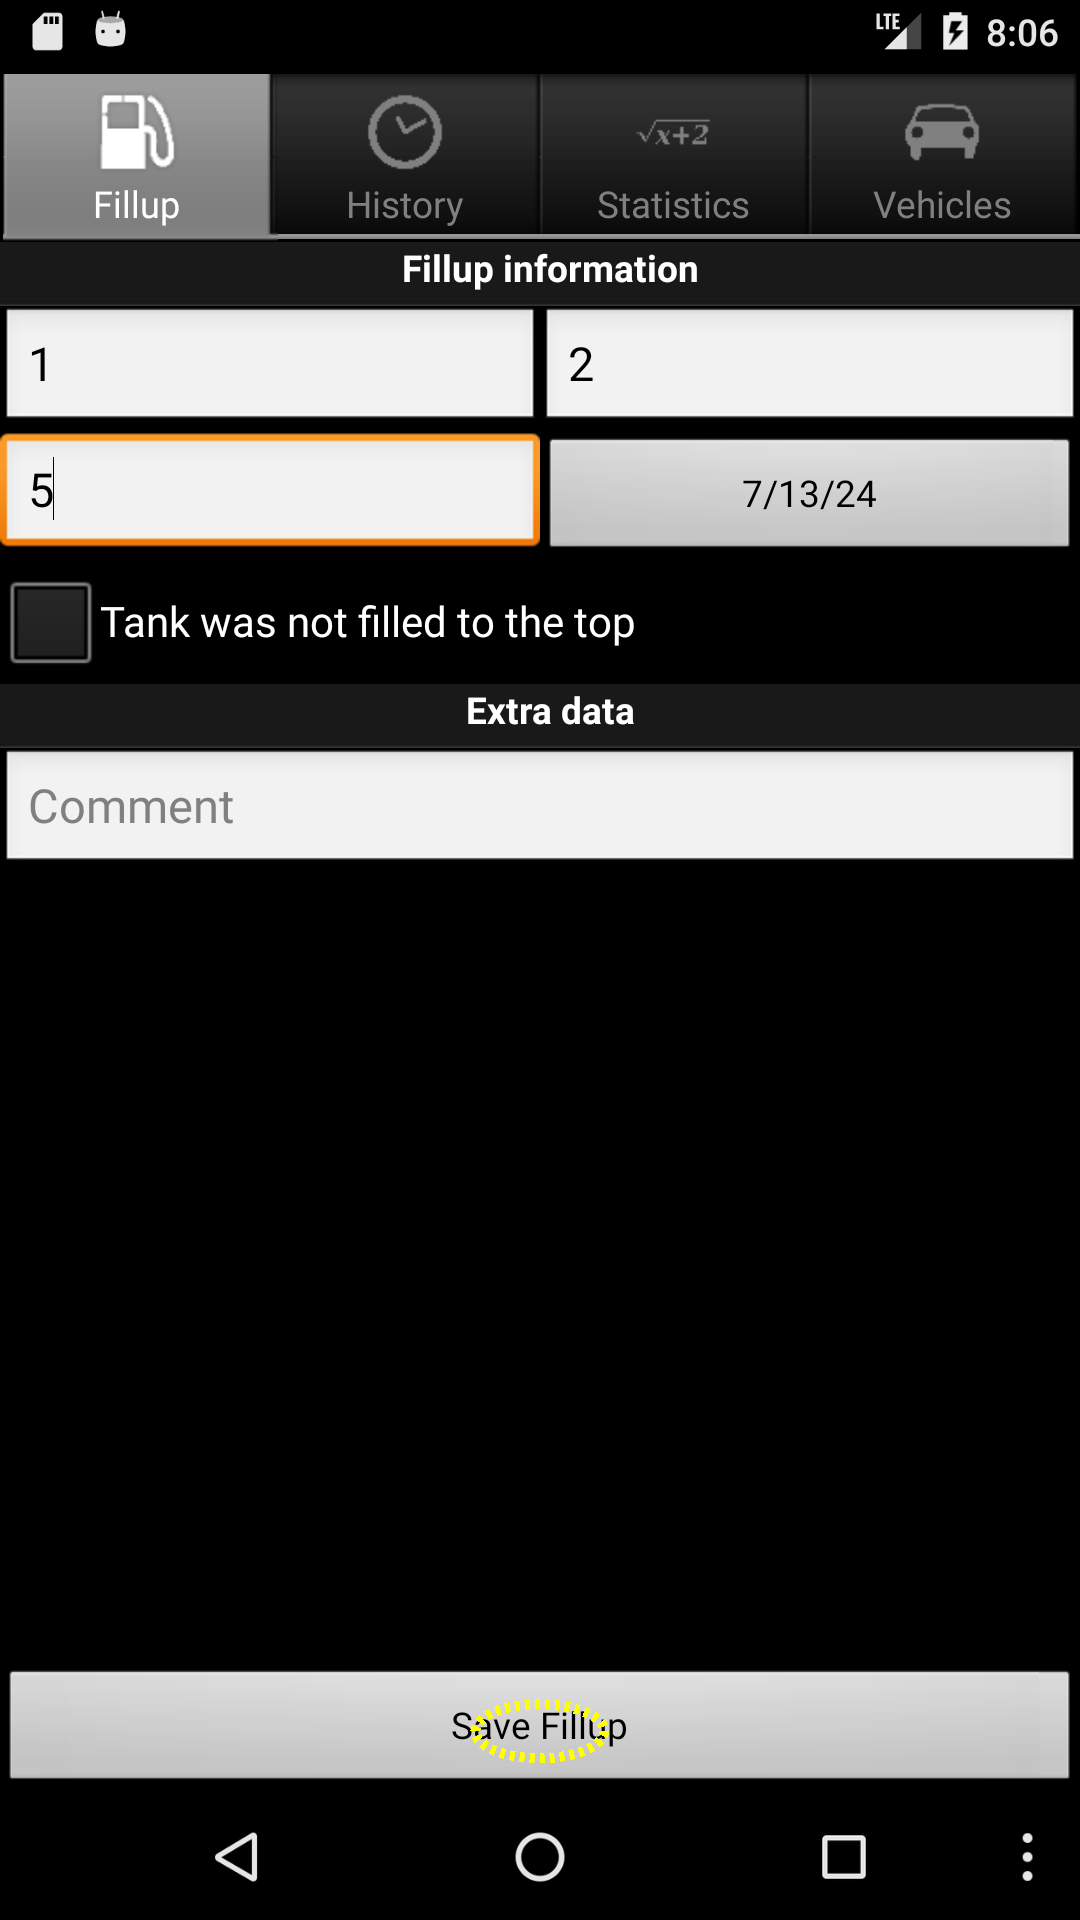 LTE 8:06
√x+2
Fillup History Statistics Vehicles
Fillup information
1 2
5 7/13/24
Tank was not filled to the top
Extra data
Comment
Save Fillup